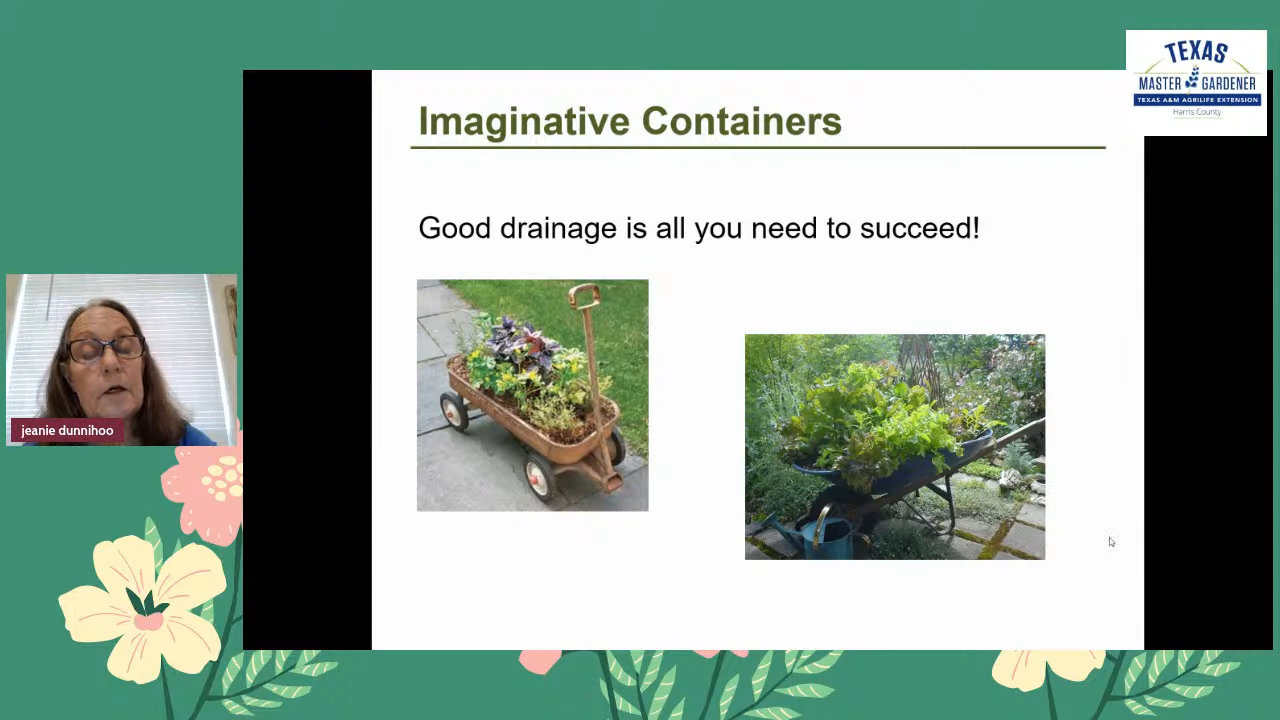 TEXAS
MASTER GARDENER
TEXAS A&M AGRILIFE EXTENSION
Harris County
Imaginative Containers
Good drainage is all you need to succeed!
jeanie dunnihoo